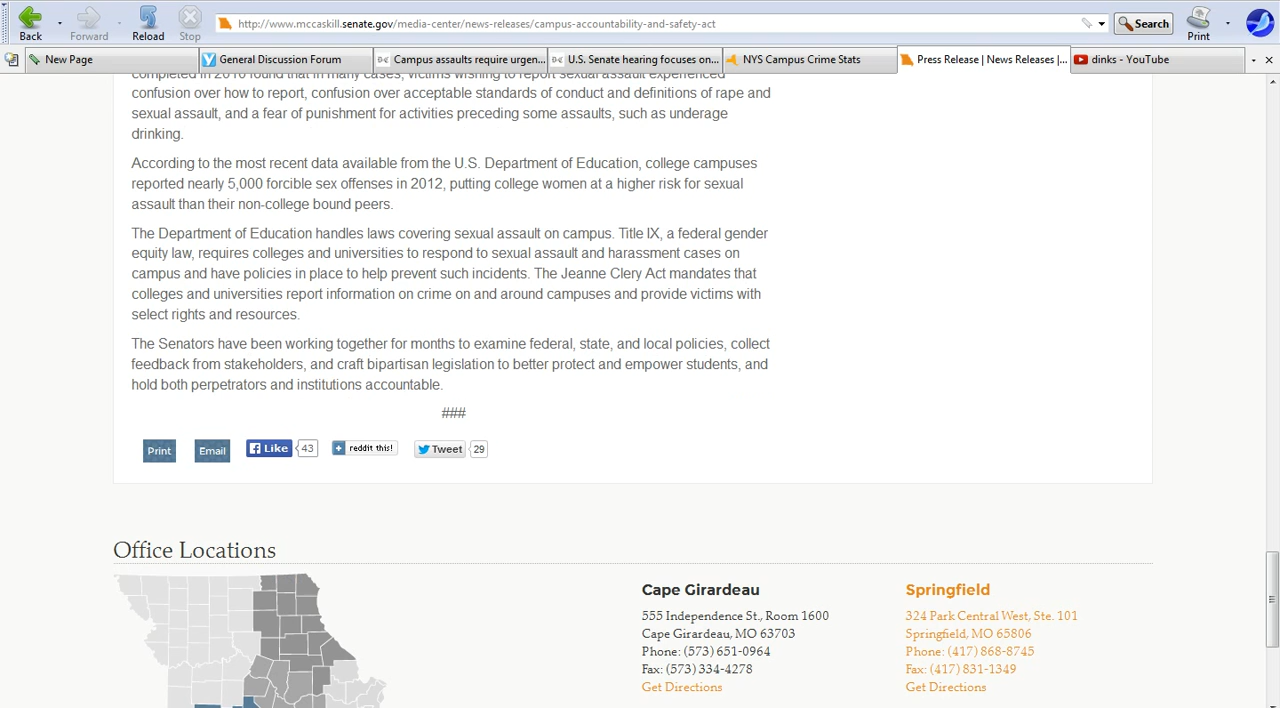 Back
Forward
Reload
Stop
http://www.mccaskill.senate.gov/media-center/news-releases/campus-accountability-and-safety-act
Search
Print
New Page
General Discussion Forum
Campus assaults require urgen...
U.S. Senate hearing focuses on...
NYS Campus Crime Stats
Press Release | News Releases |...
dinks - YouTube
completed in 2010 found that in many cases, victims wishing to report sexual assault experienced
confusion over how to report, confusion over acceptable standards of conduct and definitions of rape and
sexual assault, and a fear of punishment for activities preceding some assaults, such as underage
drinking.
According to the most recent data available from the U.S. Department of Education, college campuses
reported nearly 5,000 forcible sex offenses in 2012, putting college women at a higher risk for sexual
assault than their non-college bound peers.
The Department of Education handles laws covering sexual assault on campus. Title IX, a federal gender
equity law, requires colleges and universities to respond to sexual assault and harassment cases on
campus and have policies in place to help prevent such incidents. The Jeanne Clery Act mandates that
colleges and universities report information on crime on and around campuses and provide victims with
select rights and resources.
The Senators have been working together for months to examine federal, state, and local policies, collect
feedback from stakeholders, and craft bipartisan legislation to better protect and empower students, and
hold both perpetrators and institutions accountable.
###
Print
Email
Like 43
reddit this!
Tweet 29
Office Locations
Cape Girardeau
555 Independence St., Room 1600
Cape Girardeau, MO 63703
Phone: (573) 651-0964
Fax: (573) 334-4278
Get Directions
Springfield
324 Park Central West, Ste. 101
Springfield, MO 65806
Phone: (417) 868-8745
Fax: (417) 831-1349
Get Directions